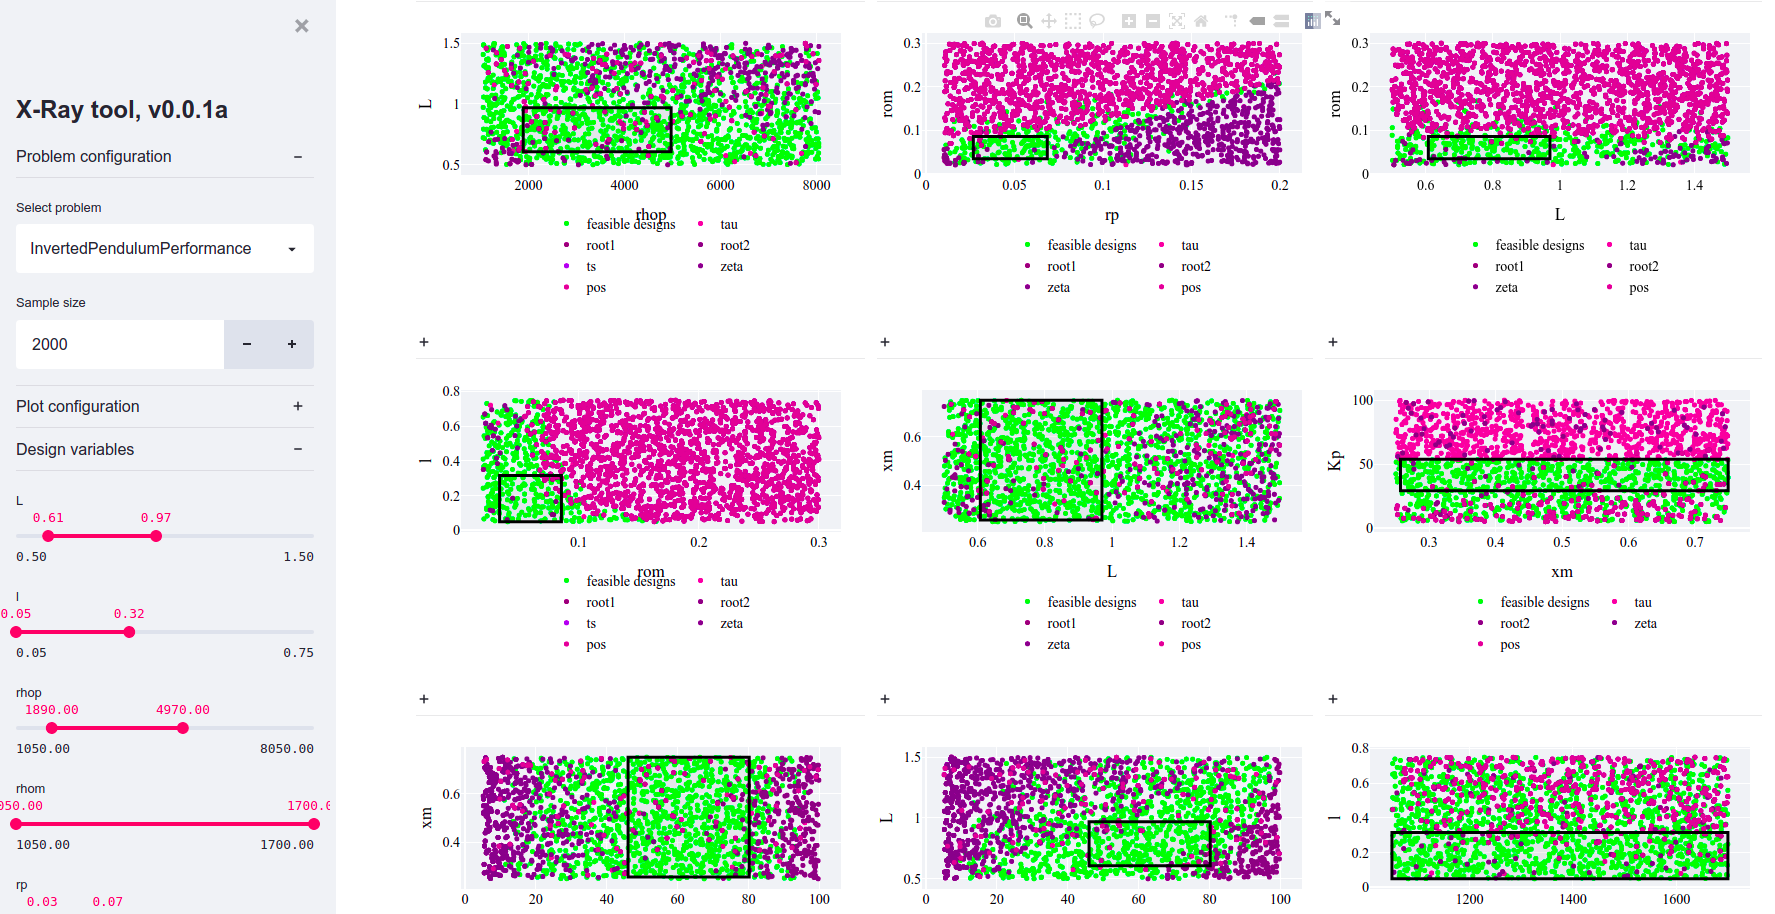 X-Ray tool, v0.0.1a
Problem configuration
Select problem
InvertedPendulumPerformance
Sample size
2000
Plot configuration
Design variables
L
0.61 0.97
0.50 1.50
l
0.05 0.32
0.05 0.75
rhop
1890.00 4970.00
1050.00 8050.00
rhom
050.00 1700.0
1050.00 1700.00
rp
0.03 0.07
1.5
1
0.5
L
2000 4000 6000 8000
rhop
feasible designs tau
root1 root2
ts zeta
pos
0.3
0.2
0.1
0
rom
0 0.05 0.1 0.15 0.2
rp
feasible designs tau
root1 root2
zeta pos
0.3
0.2
0.1
0
rom
0.6 0.8 1 1.2 1.4
L
feasible designs tau
root1 root2
zeta pos
0.8
0.6
0.4
0.2
0
l
0.1 0.2 0.3
rom
feasible designs tau
root1 root2
ts zeta
pos
0.6
0.4
xm
0.6 0.8 1 1.2 1.4
L
feasible designs tau
root1 root2
zeta pos
100
50
0
Kp
0.3 0.4 0.5 0.6 0.7
xm
feasible designs tau
root2 zeta
pos
0.6
0.4
xm
0 20 40 60 80 100
1.5
1
0.5
L
0 20 40 60 80 100
0.8
0.6
0.4
0.2
0
l
1200 1400 1600